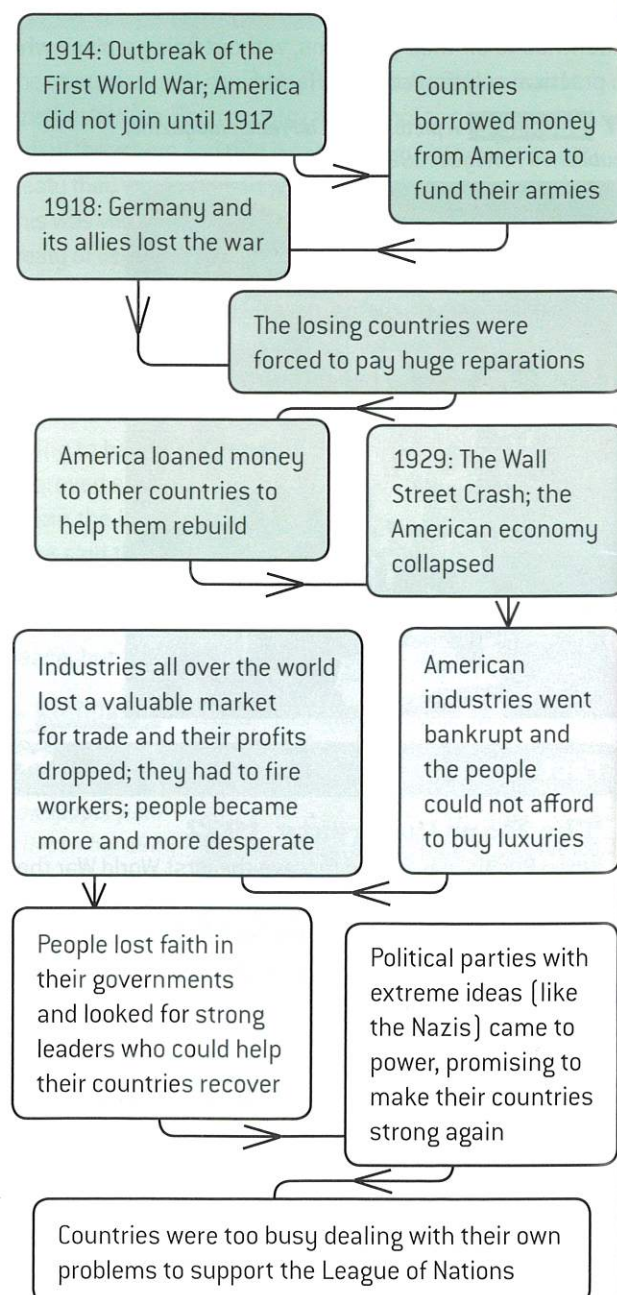 1914: Outbreak of the
First World War; America
did not join until 1917
Countries
borrowed money
from America to
fund their armies
1918: Germany and
its allies lost the war
The losing countries were
forced to pay huge reparations
America loaned money
to other countries to
help them rebuild
1929: The Wall
Street Crash; the
American economy
collapsed
American
industries went
bankrupt and
the people
could not afford
to buy luxuries
Industries all over the world
lost a valuable market
for trade and their profits
dropped; they had to fire
workers; people became
more and more desperate
People lost faith in
their governments
and looked for strong
leaders who could help
their countries recover
Political parties with
extreme ideas (like
the Nazis) came to
power, promising to
make their countries
strong again
Countries were too busy dealing with their own
problems to support the League of Nations